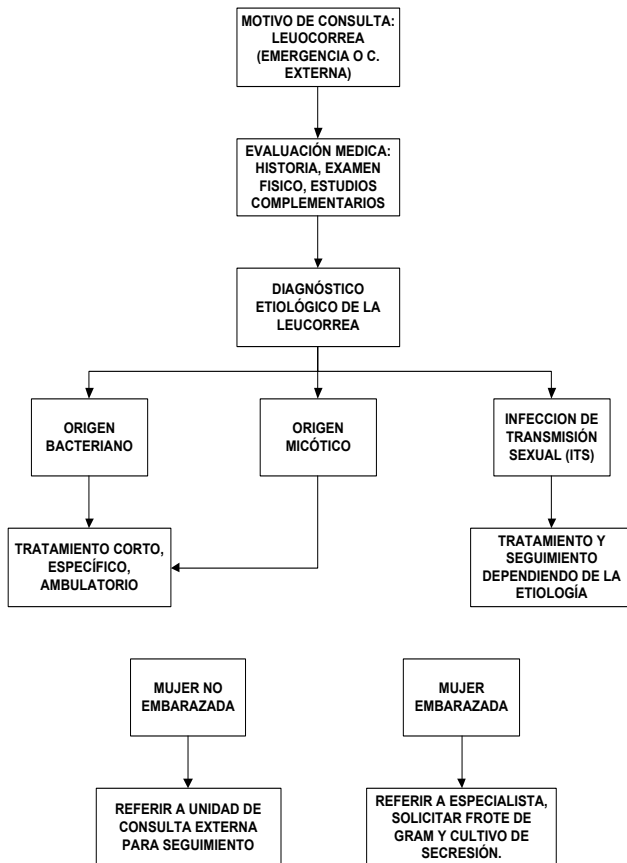 MOTIVO DE CONSULTA:
LEUOCORREA
(EMERGENCIA O C.
EXTERNA)
EVALUACIÓN MEDICA:
HISTORIA, EXAMEN
FISICO, ESTUDIOS
COMPLEMENTARIOS
DIAGNÓSTICO
ETIOLÓGICO DE LA
LEUCORREA
ORIGEN
BACTERIANO
ORIGEN
MICÓTICO
INFECCION DE
TRANSMISIÓN
SEXUAL (ITS)
TRATAMIENTO CORTO,
ESPECÍFICO,
AMBULATORIO
TRATAMIENTO Y
SEGUIMIENTO
DEPENDIENDO DE LA
ETIOLOGÍA
MUJER NO
EMBARAZADA
MUJER
EMBARAZADA
REFERIR A UNIDAD DE
CONSULTA EXTERNA
PARA SEGUIMIENTO
REFERIR A ESPECIALISTA,
SOLICITAR FROTE DE
GRAM Y CULTIVO DE
SECRESIÓN.